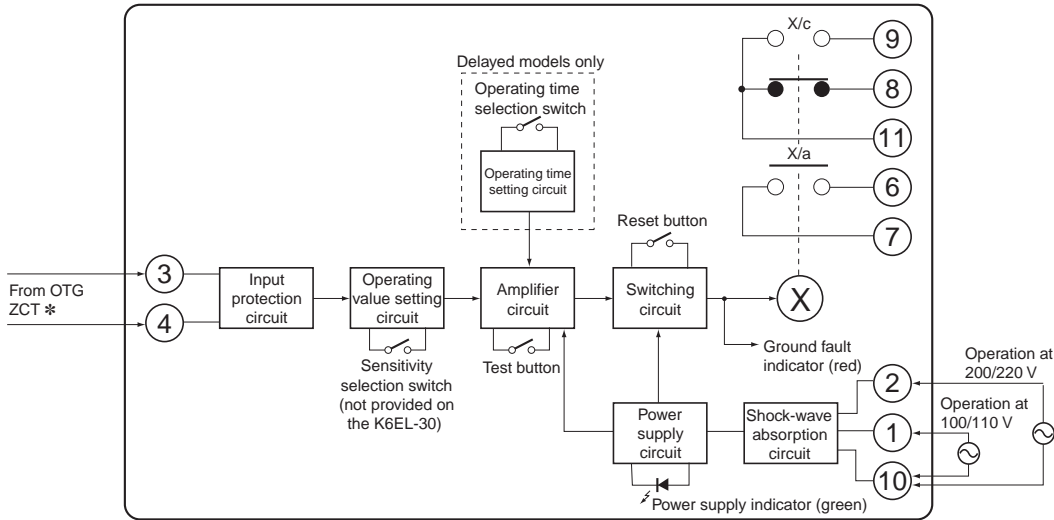 X/c
9
8
11
X/a
6
7
Delayed models only
Operating time
selection switch
Operating time
setting circuit
Reset button
3
4
From OTG
ZCT *
Input
protection
circuit
Operating
value setting
circuit
Amplifier
circuit
Switching
circuit
X
Sensitivity
selection switch
(not provided on
the K6EL-30)
Test button
Ground fault
indicator (red)
Power
supply
circuit
Shock-wave
absorption
circuit
2
1
10
Operation at
200/220 V
Operation at
100/110 V
Power supply indicator (green)